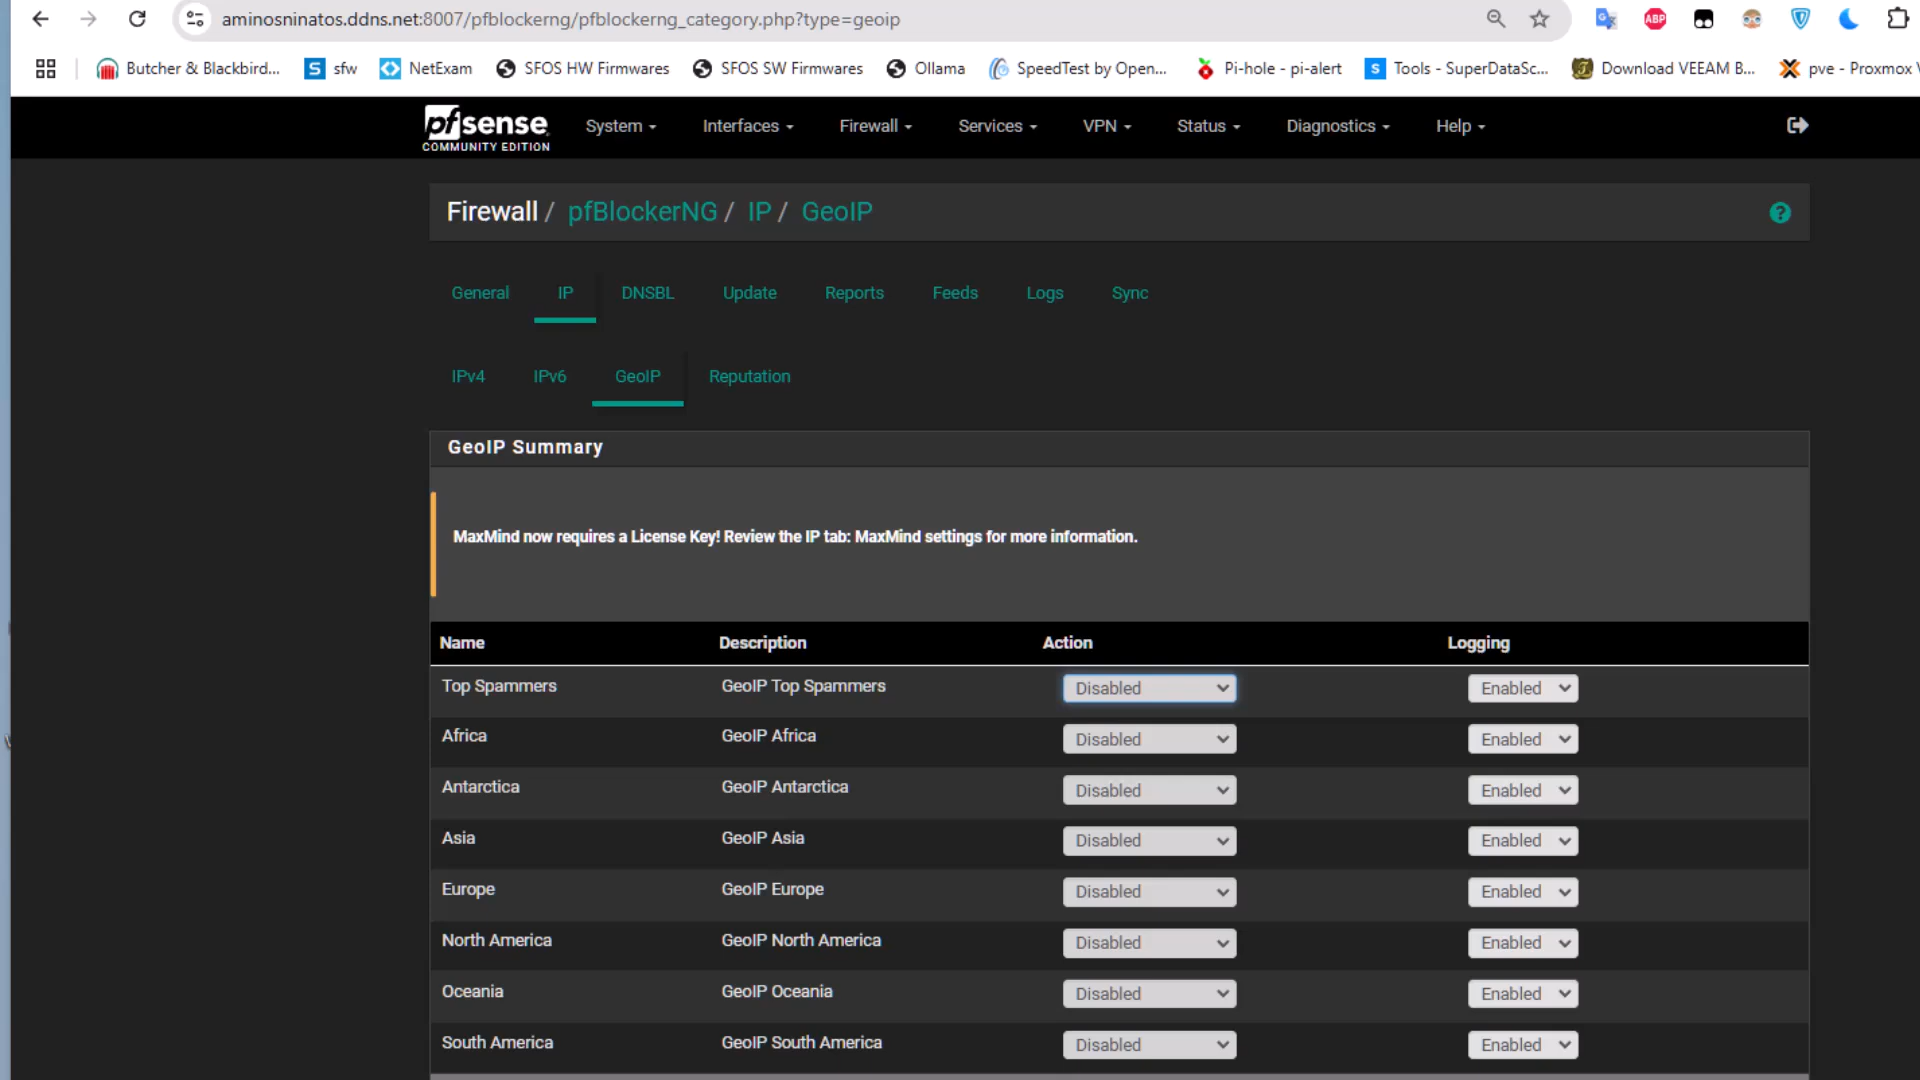 aminosninatos.ddns.net:8007/pfblockerng/pfblockerng_category.php?type=geoip
ABP
Butcher & Blackbird...
S sfw
NetExam
SFOS HW Firmwares
SFOS SW Firmwares
Ollama
SpeedTest by Open...
Pi-hole - pi-alert
S Tools - SuperDataSc...
Download VEEAM B...
pve - Proxmox V
pfsense
COMMUNITY EDITION
System
Interfaces
Firewall
Services
VPN
Status
Diagnostics
Help
Firewall / pfBlockerNG / IP / GeoIP
?
General IP DNSBL Update Reports Feeds Logs Sync
IPv4 IPv6 GeoIP Reputation
GeoIP Summary
MaxMind now requires a License Key! Review the IP tab: MaxMind settings for more information.
Name Description Action Logging
Top Spammers GeoIP Top Spammers Disabled Enabled
Africa GeoIP Africa Disabled Enabled
Antarctica GeoIP Antarctica Disabled Enabled
Asia GeoIP Asia Disabled Enabled
Europe GeoIP Europe Disabled Enabled
North America GeoIP North America Disabled Enabled
Oceania GeoIP Oceania Disabled Enabled
South America GeoIP South America Disabled Enabled